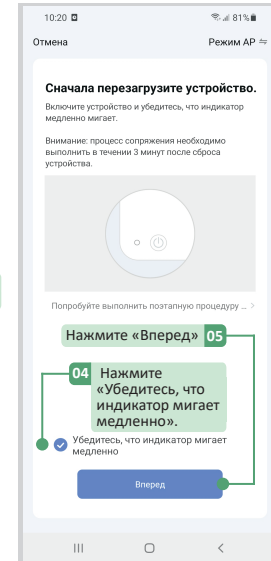 10:20 81%
Отмена Режим AP
Сначала перезагрузите устройство.
Включите устройство и убедитесь, что индикатор
медленно мигает.
Внимание: процесс сопряжения необходимо
выполнить в течении 3 минут после сброса
устройства.
Попробуйте выполнить поэтапную процедуру ... >
Нажмите «Вперед» 05
04 Нажмите
«Убедитесь, что
индикатор мигает
медленно».
Убедитесь, что индикатор мигает
медленно
Вперед